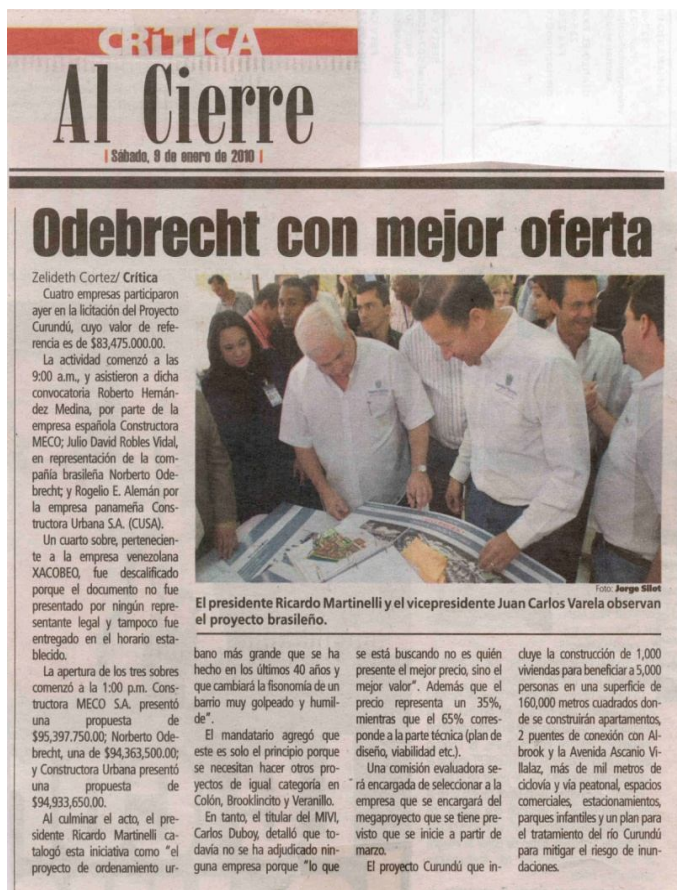 CRÍTICA
Al Cierre
Sábado, 9 de enero de 2010
Odebrecht con mejor oferta
Zelideth Cortez/ Crítica
Cuatro empresas participaron
ayer en la licitación del Proyecto
Curundú, cuyo valor de refe-
rencia es de $83,475.000.00.
La actividad comenzó a las
9:00 a.m., y asistieron a dicha
convocatoria Roberto Hernán-
dez Medina, por parte de la
empresa española Constructora
MECO; Julio David Robles Vidal,
en representación de la com-
pañía brasileña Norberto Ode-
brecht; y Rogelio E. Alemán por
la empresa panameña Cons-
tructora Urbana S.A. (CUSA).
Un cuarto sobre, pertenecien-
te a la empresa venezolana
XACOBEO, fue descalificado
porque el documento no fue
presentado por ningún repre-
sentante legal y tampoco fue
entregado en el horario esta-
blecido.
La apertura de los tres sobres
comenzó a la 1:00 p.m. Cons-
tructora MECO S.A. presentó
una propuesta de
$95,397.750.00; Norberto Ode-
brecht, una de $94,363,500.00;
y Constructora Urbana presentó
una propuesta de
$94,933,650.00.
Al culminar el acto, el pre-
sidente Ricardo Martinelli ca-
talogó esta iniciativa como "el
proyecto de ordenamiento ur-
Foto: Jorge Silot
El presidente Ricardo Martinelli y el vicepresidente Juan Carlos Varela observan
el proyecto brasileño.
bano más grande que se ha
hecho en los últimos 40 años y
que cambiará la fisonomía de un
barrio muy golpeado y humil-
de".
El mandatario agregó que
este es solo el principio porque
se necesitan hacer otros pro-
yectos de igual categoría en
Colón, Brooklincito y Veranillo.
En tanto, el titular del MIVI,
Carlos Duboy, detalló que to-
davía no se ha adjudicado nin-
guna empresa porque "lo que
se está buscando no es quién
presente el mejor precio, sino el
mejor valor". Además que el
precio representa un 35%,
mientras que el 65% corres-
ponde a la parte técnica (plan de
diseño, viabilidad etc.).
Una comisión evaluadora se-
rá encargada de seleccionar a la
empresa que se encargará del
megaproyecto que se tiene pre-
visto que se inicie a partir de
marzo.
El proyecto Curundú que in-
cluye la construcción de 1,000
viviendas para beneficiar a 5,000
personas en una superficie de
160,000 metros cuadrados don-
de se construirán apartamentos,
2 puentes de conexión con Al-
brook y la Avenida Ascanio Vi-
llalaz, más de mil metros de
ciclovía y vía peatonal, espacios
comerciales, estacionamientos,
parques infantiles y un plan para
el tratamiento del río Curundú
para mitigar el riesgo de inun-
daciones.